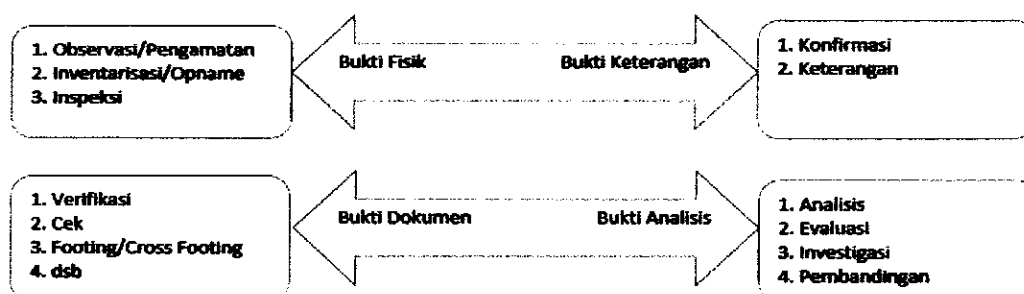 1. Observasi/Pengamatan
2. Inventarisasi/Opname
3. Inspeksi
Bukti Fisik
Bukti Keterangan
1. Konfirmasi
2. Keterangan
1. Verifikasi
2. Cek
3. Footing/Cross Footing
4. dsb
Bukti Dokumen
Bukti Analisis
1. Analisis
2. Evaluasi
3. Investigasi
4. Pembandingan